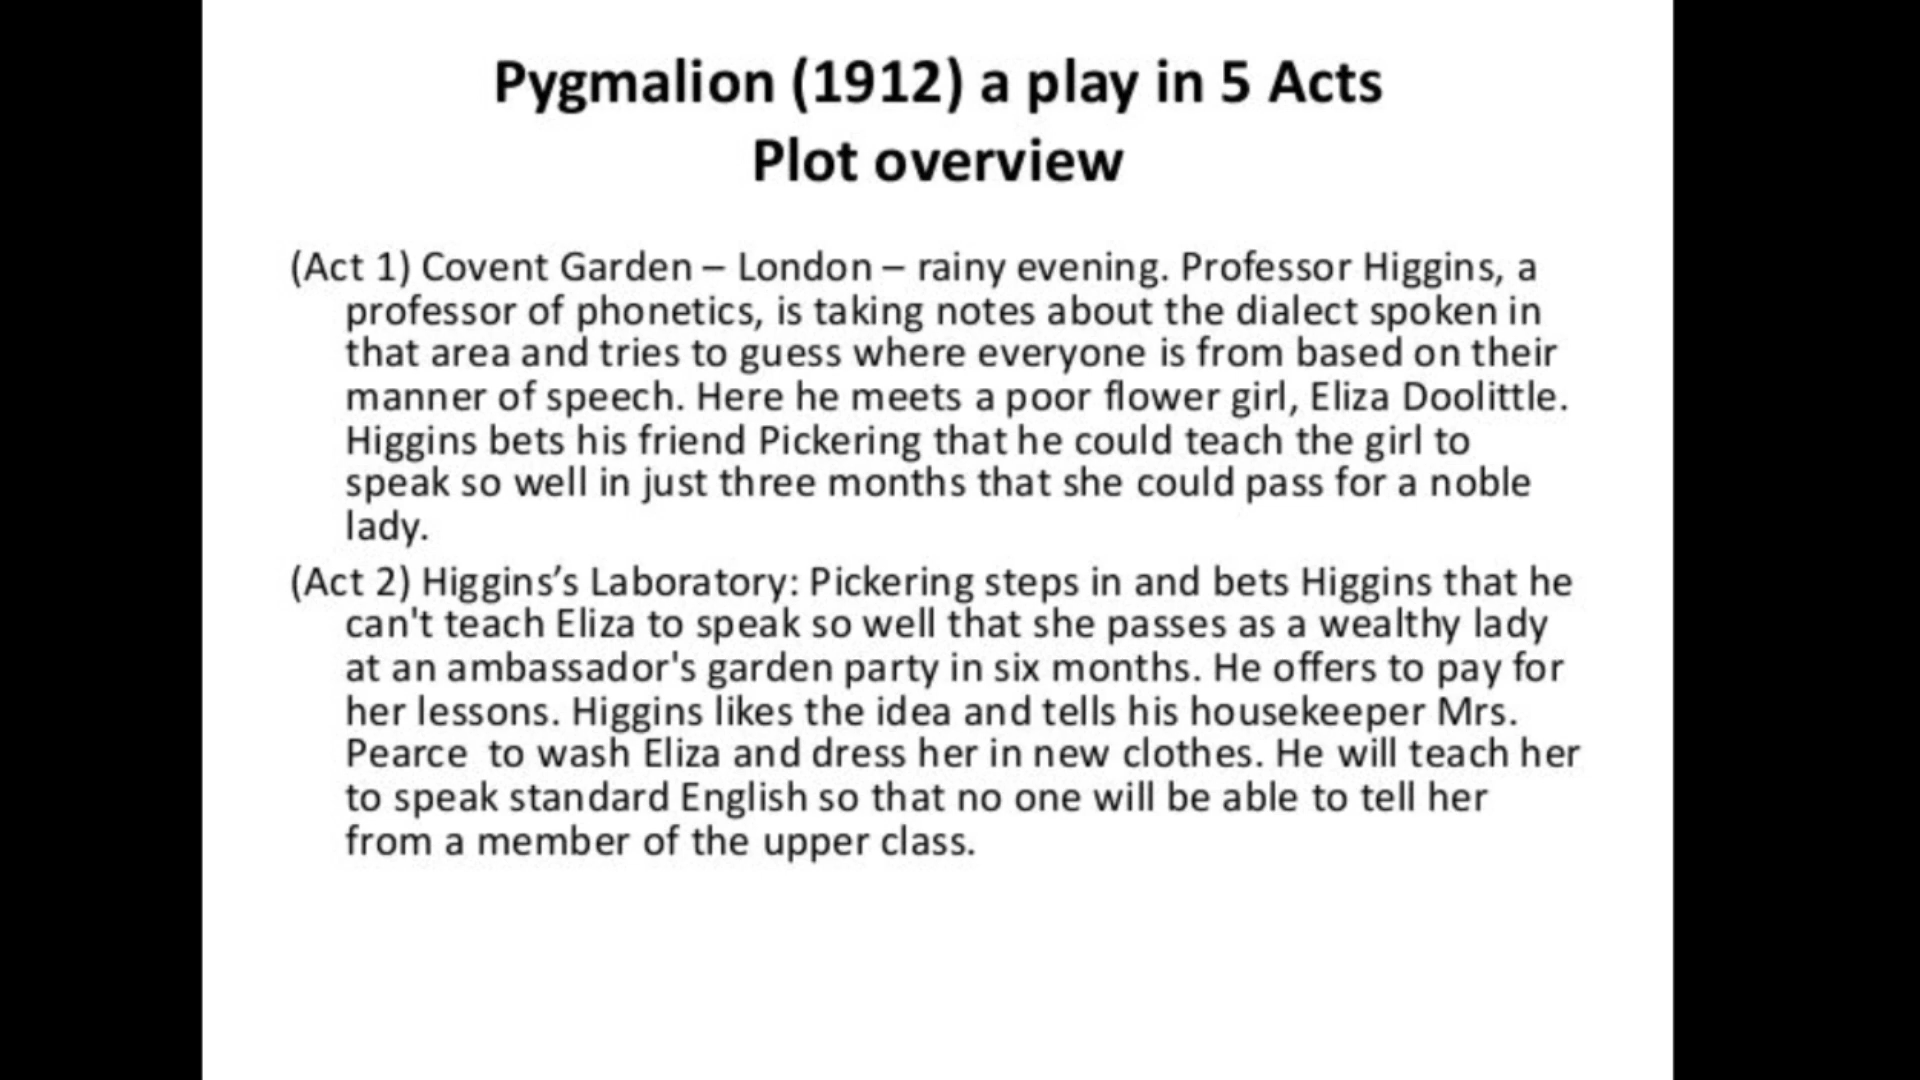 Pygmalion (1912) a play in 5 Acts
Plot overview
(Act 1) Covent Garden – London – rainy evening. Professor Higgins, a
professor of phonetics, is taking notes about the dialect spoken in
that area and tries to guess where everyone is from based on their
manner of speech. Here he meets a poor flower girl, Eliza Doolittle.
Higgins bets his friend Pickering that he could teach the girl to
speak so well in just three months that she could pass for a noble
lady.
(Act 2) Higgins’s Laboratory: Pickering steps in and bets Higgins that he
can't teach Eliza to speak so well that she passes as a wealthy lady
at an ambassador's garden party in six months. He offers to pay for
her lessons. Higgins likes the idea and tells his housekeeper Mrs.
Pearce  to wash Eliza and dress her in new clothes. He will teach her
to speak standard English so that no one will be able to tell her
from a member of the upper class.